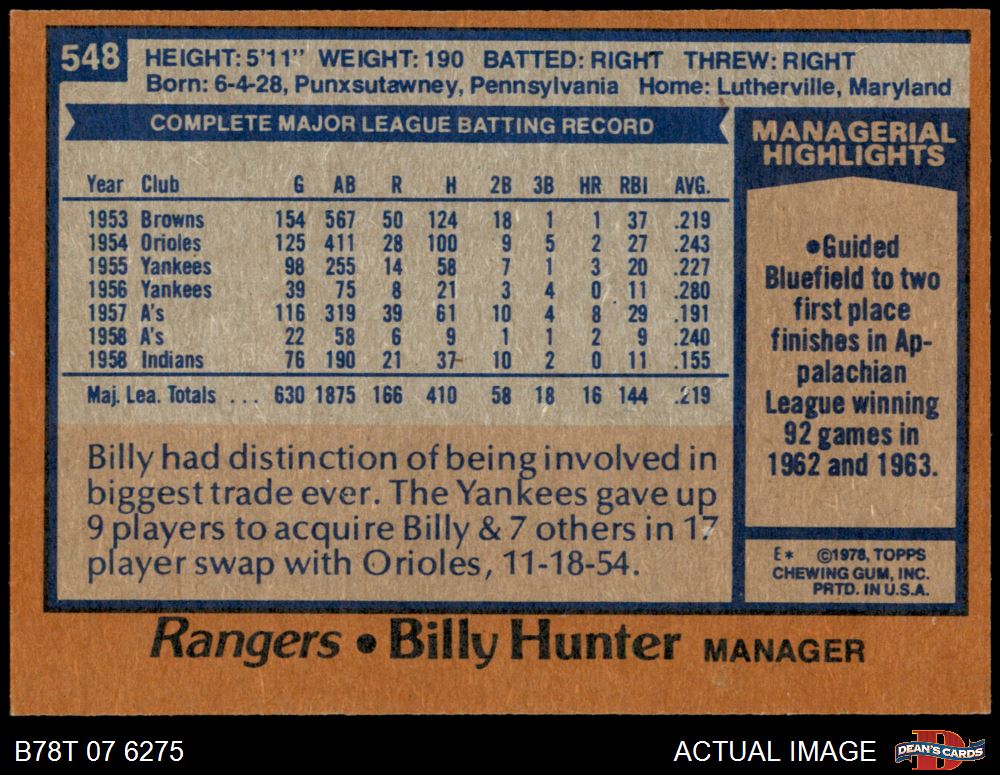 548
HEIGHT: 5'11" WEIGHT: 190 BATTED: RIGHT THREW: RIGHT
Born: 6-4-28, Punxsutawney, Pennsylvania Home: Lutherville, Maryland
COMPLETE MAJOR LEAGUE BATTING RECORD
Year Club G AB R H 2B 3B HR RBI AVG.
1953 Browns 154 567 50 124 18 1 1 37 .219
1954 Orioles 125 411 28 100 9 5 2 27 .243
1955 Yankees 98 255 14 58 7 1 3 20 .227
1956 Yankees 39 75 8 21 3 4 0 11 .280
1957 A's 116 319 39 61 10 4 8 29 .191
1958 A's 22 58 6 9 1 1 2 9 .240
1958 Indians 76 190 21 37 10 2 0 11 .155
Maj. Lea. Totals ... 630 1875 166 410 58 18 16 144 .219
Billy had distinction of being involved in
biggest trade ever. The Yankees gave up
9 players to acquire Billy & 7 others in 17
player swap with Orioles, 11-18-54.
MANAGERIAL
HIGHLIGHTS
•Guided
Bluefield to two
first place
finishes in Ap-
palachian
League winning
92 games in
1962 and 1963.
E* ©1978, TOPPS
CHEWING GUM, INC.
PRTD. IN U.S.A.
Rangers • Billy Hunter MANAGER
B78T 07 6275
ACTUAL IMAGE
DEAN'S CARDS